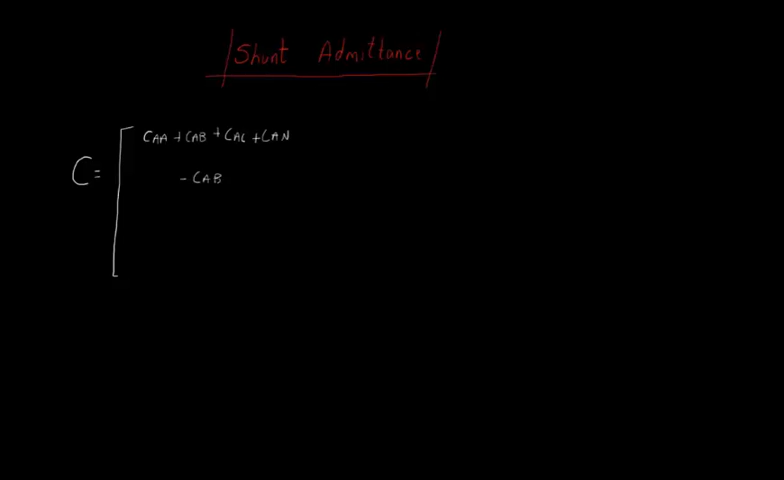 Shunt Admittance
CAA + CAB + CAC + CAN
C =
- CAB